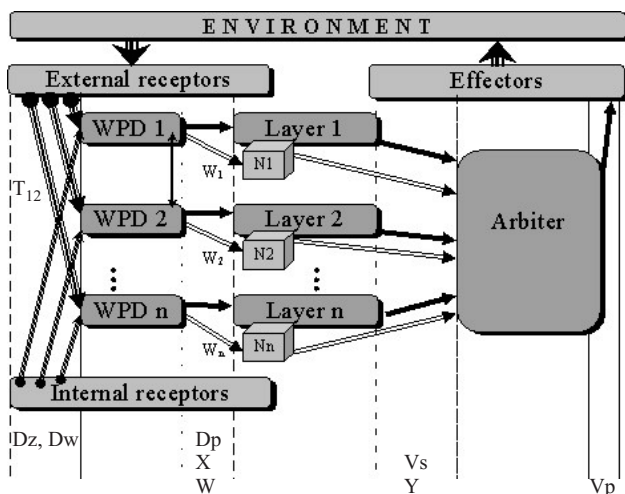 ENVIRONMENT
External receptors
Effectors
WPD 1
Layer 1
W₁
N1
T₁₂
WPD 2
Layer 2
W₂
N2
Arbiter
WPD n
Layer n
Wₙ
Nn
Internal receptors
Dz, Dw
Dp
X
W
Vs
Y
Vp